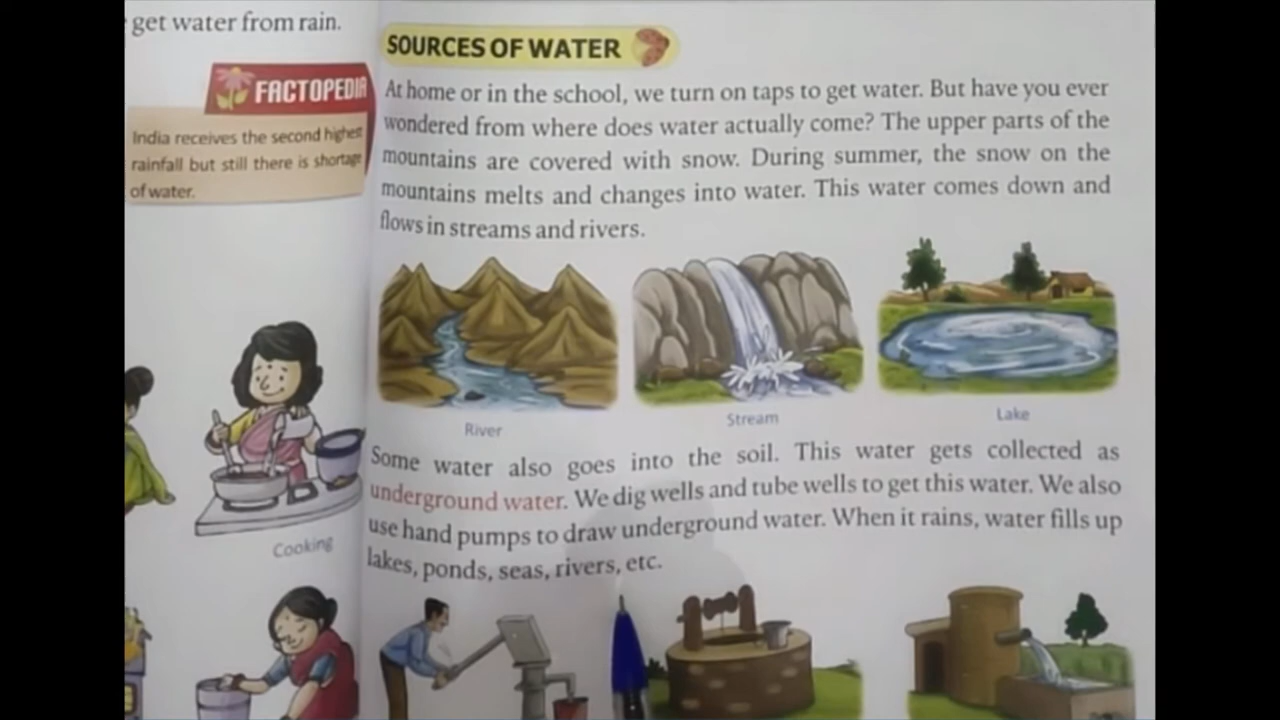 get water from rain.
FACTOPEDIA
India receives the second highest
rainfall but still there is shortage
of water.
Cooking
SOURCES OF WATER
At home or in the school, we turn on taps to get water. But have you ever
wondered from where does water actually come? The upper parts of the
mountains are covered with snow. During summer, the snow on the
mountains melts and changes into water. This water comes down and
flows in streams and rivers.
River
Stream
Lake
Some water also goes into the soil. This water gets collected as
underground water. We dig wells and tube wells to get this water. We also
use hand pumps to draw underground water. When it rains, water fills up
lakes, ponds, seas, rivers, etc.